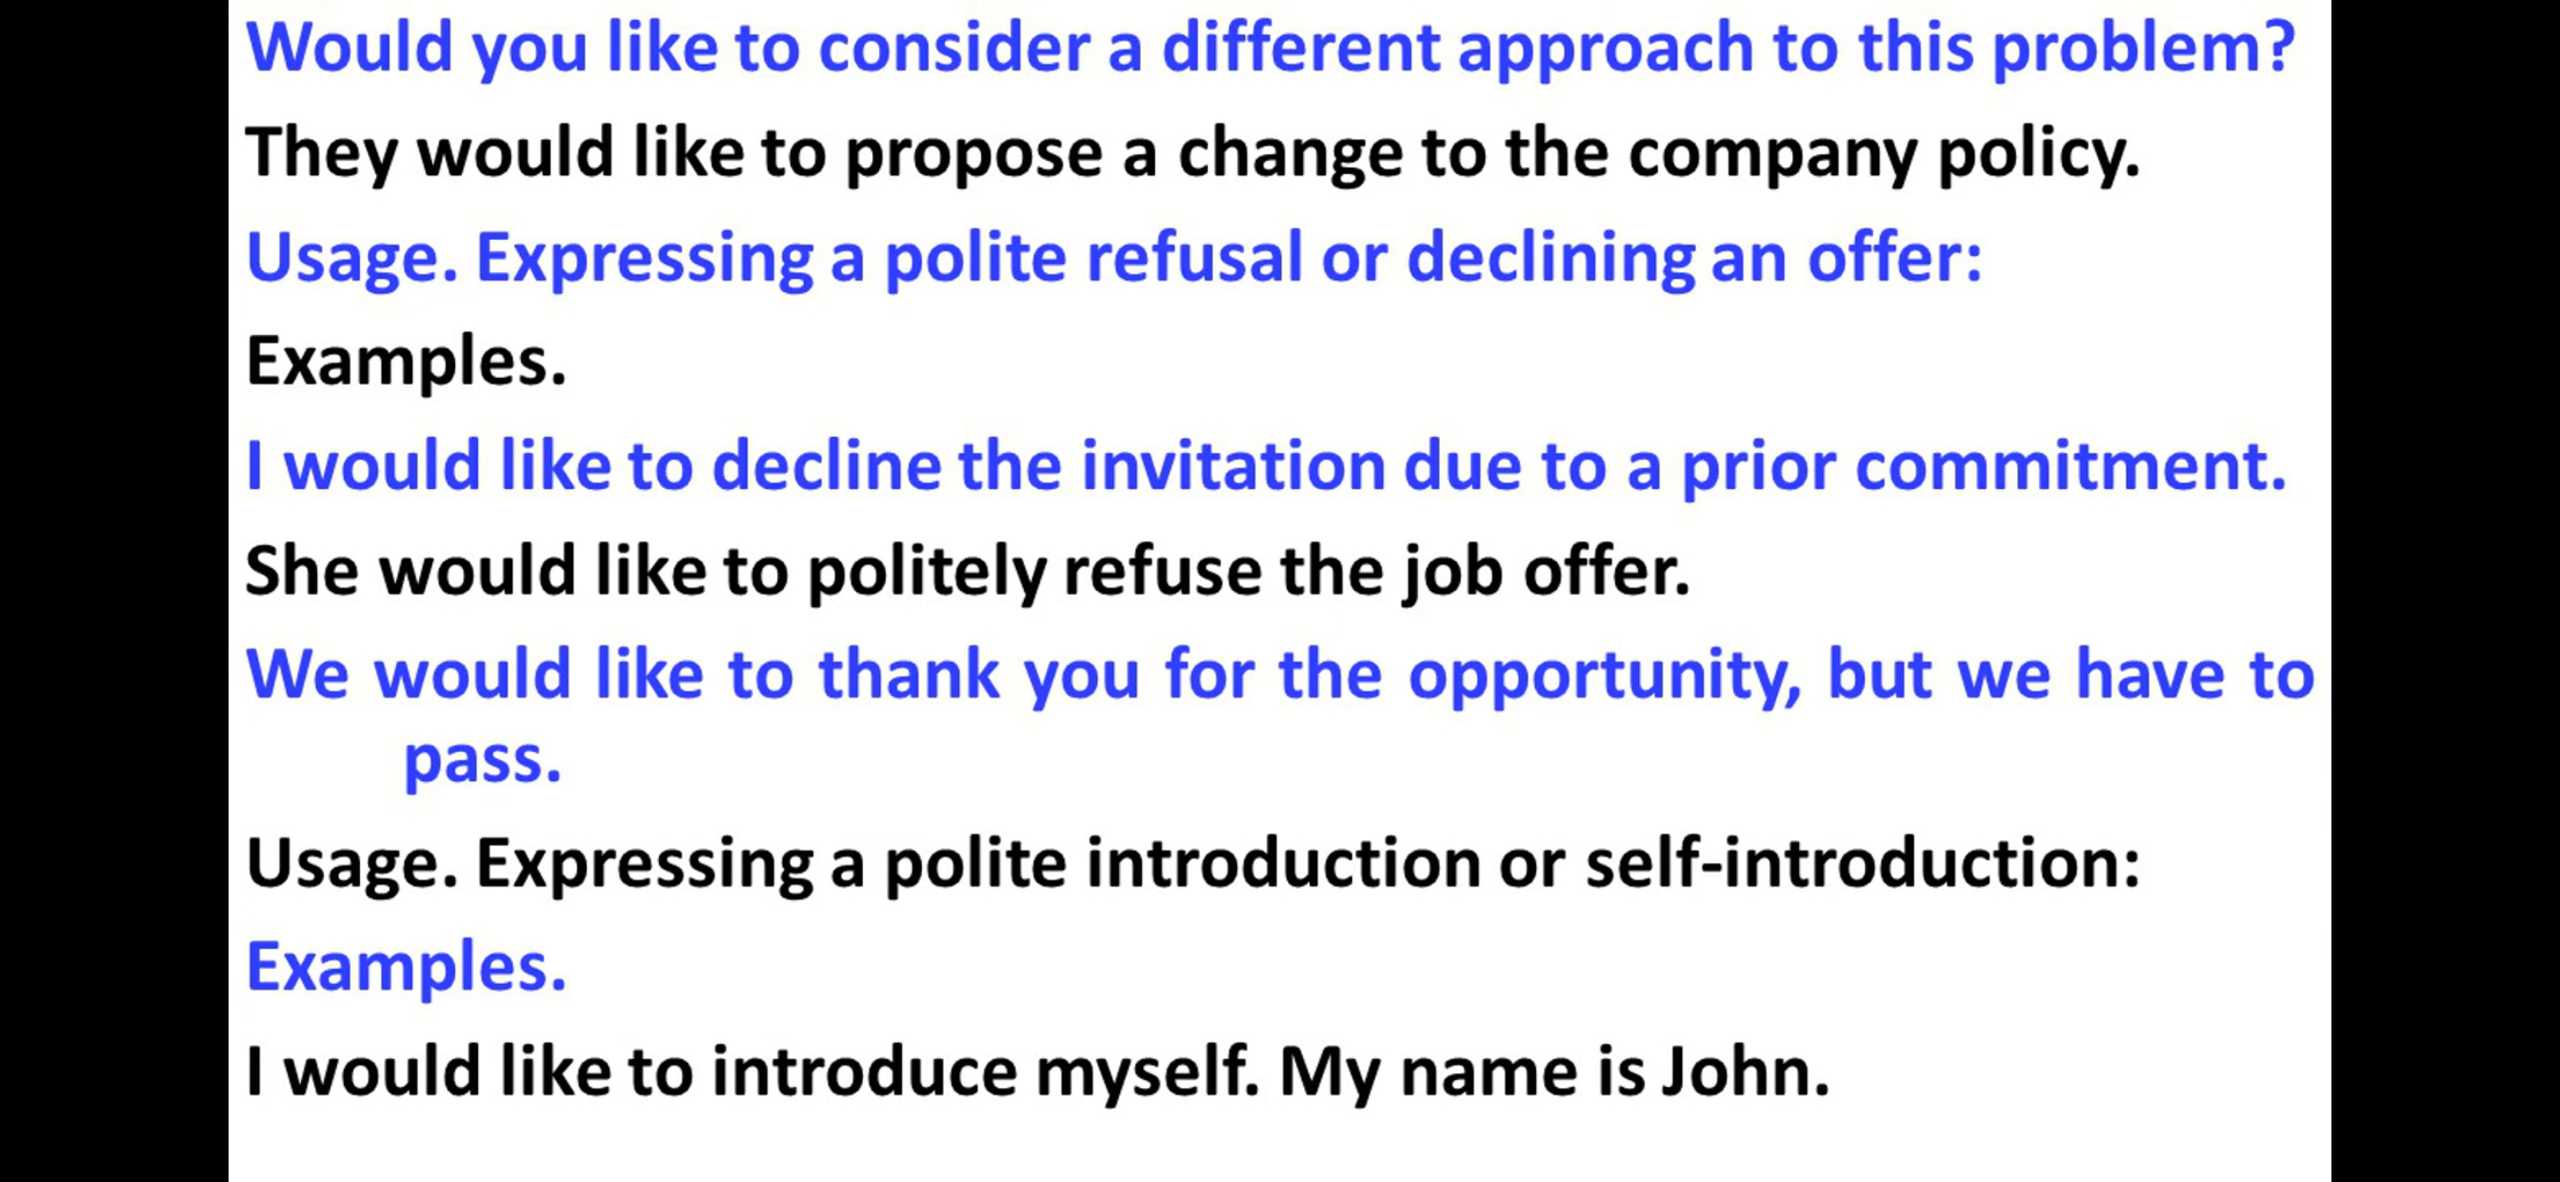 Would you like to consider a different approach to this problem?
They would like to propose a change to the company policy.
Usage. Expressing a polite refusal or declining an offer:
Examples.
I would like to decline the invitation due to a prior commitment.
She would like to politely refuse the job offer.
We would like to thank you for the opportunity, but we have to
pass.
Usage. Expressing a polite introduction or self-introduction:
Examples.
I would like to introduce myself. My name is John.